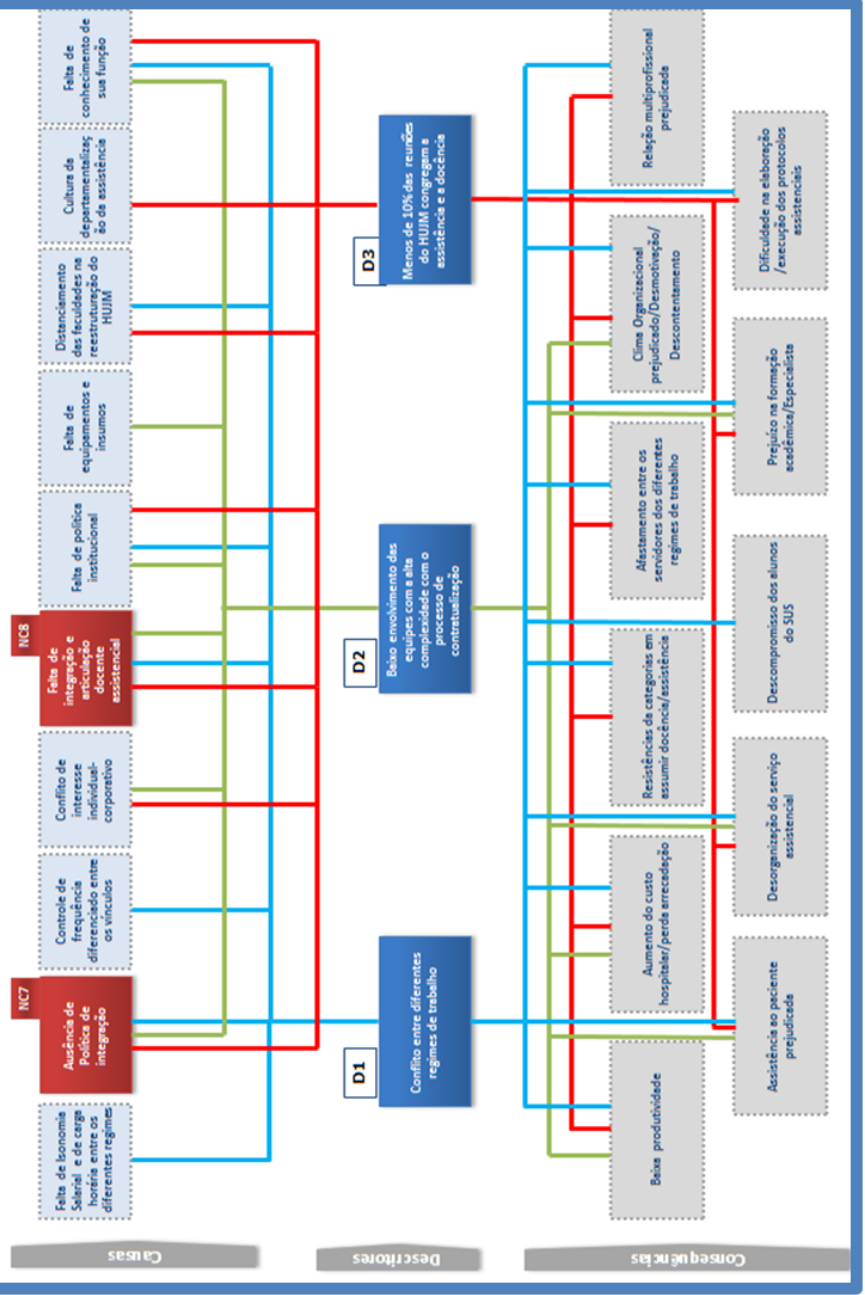 Causas
Falta de Isonomia
Salarial e de carga
horária entre os
diferentes regimes
NC7
Ausência de
Política de
integração
Controle de
frequência
diferenciado entre
os vínculos
Conflito de
interesse
individual-
corporativo
NC8
Falta de
integração e
articulação
docente
assistencial
Falta de política
institucional
Falta de
equipamentos e
insumos
Distanciamento
das faculdades na
reestruturação do
HUJM
Cultura da
departamentalizaç
ão da assistência
Falta de
conhecimento de
sua função
Descritores
D1
Conflito entre diferentes
regimes de trabalho
D2
Baixo envolvimento das
equipes com a alta
complexidade com o
processo de
contratualização
D3
Menos de 10% das reuniões
do HUJM congregam a
assistência e a docência
Consequências
Baixa produtividade
Aumento do custo
hospitalar/perda arrecadação
Resistências da categorias em
assumir docência/assistência
Afastamento entre os
servidores dos diferentes
regimes de trabalho
Clima Organizacional
prejudicado/Desmotivação/
Descontentamento
Relação multiprofissional
prejudicada
Assistência ao paciente
prejudicada
Desorganização do serviço
assistencial
Descompromisso dos alunos
do SUS
Prejuízo na formação
acadêmica/Especialista
Dificuldade na elaboração
/execução dos protocolos
assistenciais